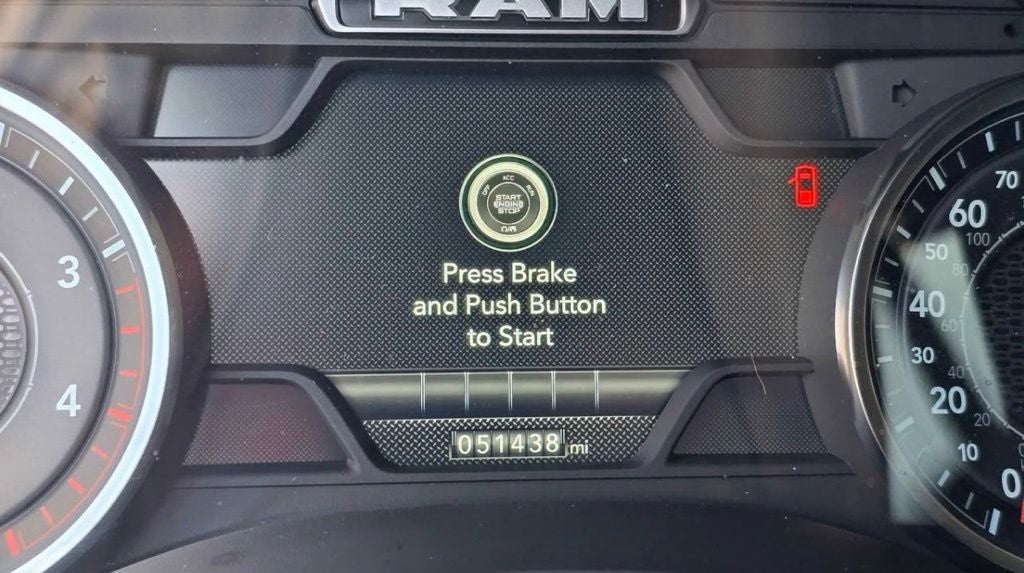 RAM
OFF ACC RUN
START
ENGINE
STOP
Press Brake
and Push Button
to Start
051438 mi
3
4
70
60
100
50
80
40
60
30
40
20
20
10
0